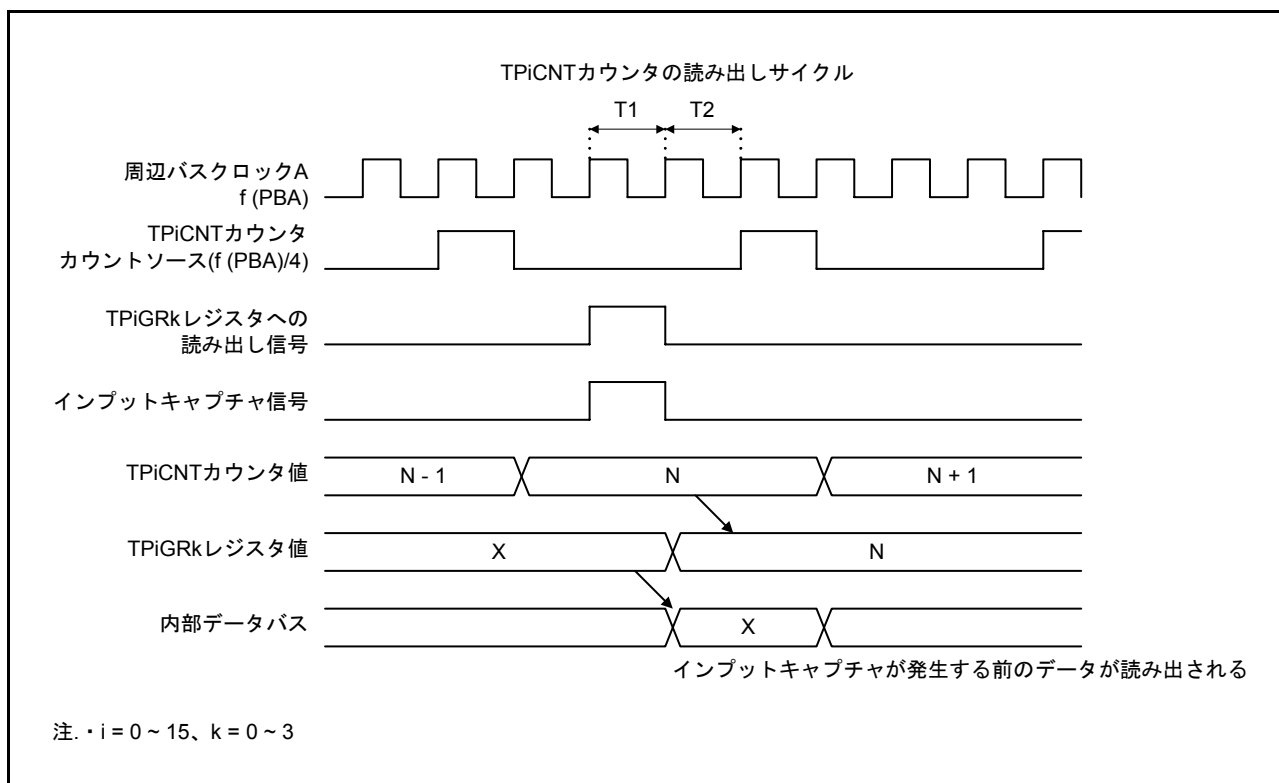 TPiCNTカウンタの読み出しサイクル
T1 T2
周辺バスクロックA
f (PBA)
TPiCNTカウンタ
カウントソース(f (PBA)/4)
TPiGRkレジスタへの
読み出し信号
インプットキャプチャ信号
TPiCNTカウンタ値 N - 1 N N + 1
TPiGRkレジスタ値 X N
内部データバス X
インプットキャプチャが発生する前のデータが読み出される
注.・i = 0 ~ 15、k = 0 ~ 3